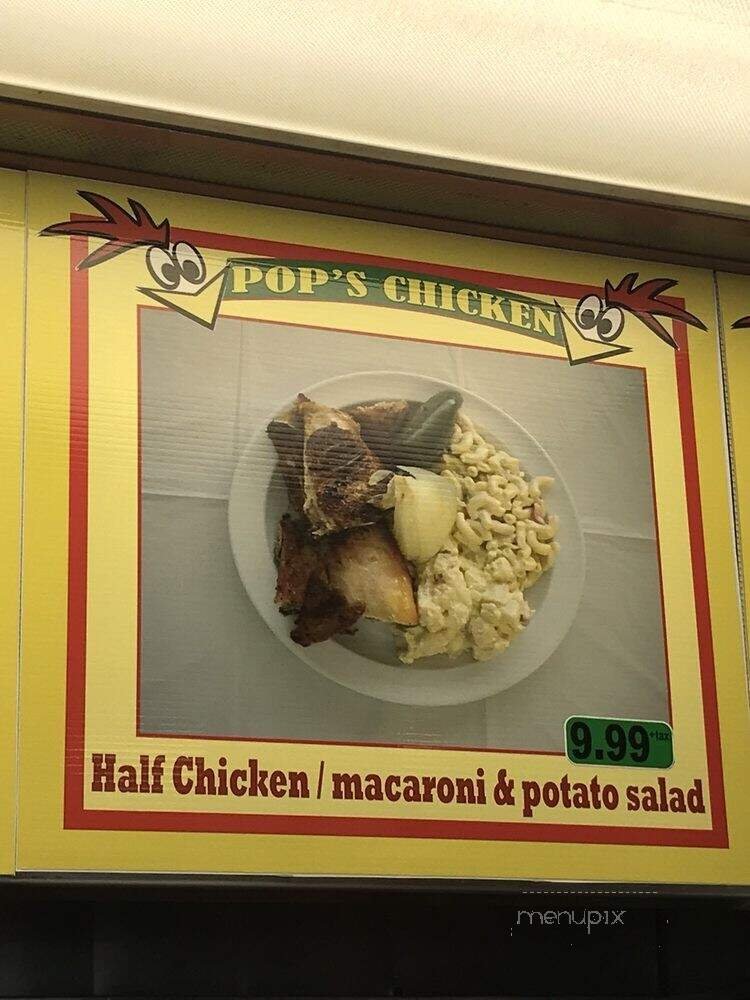 POP'S CHICKEN
9.99 +tax
Half Chicken / macaroni & potato salad
menupix